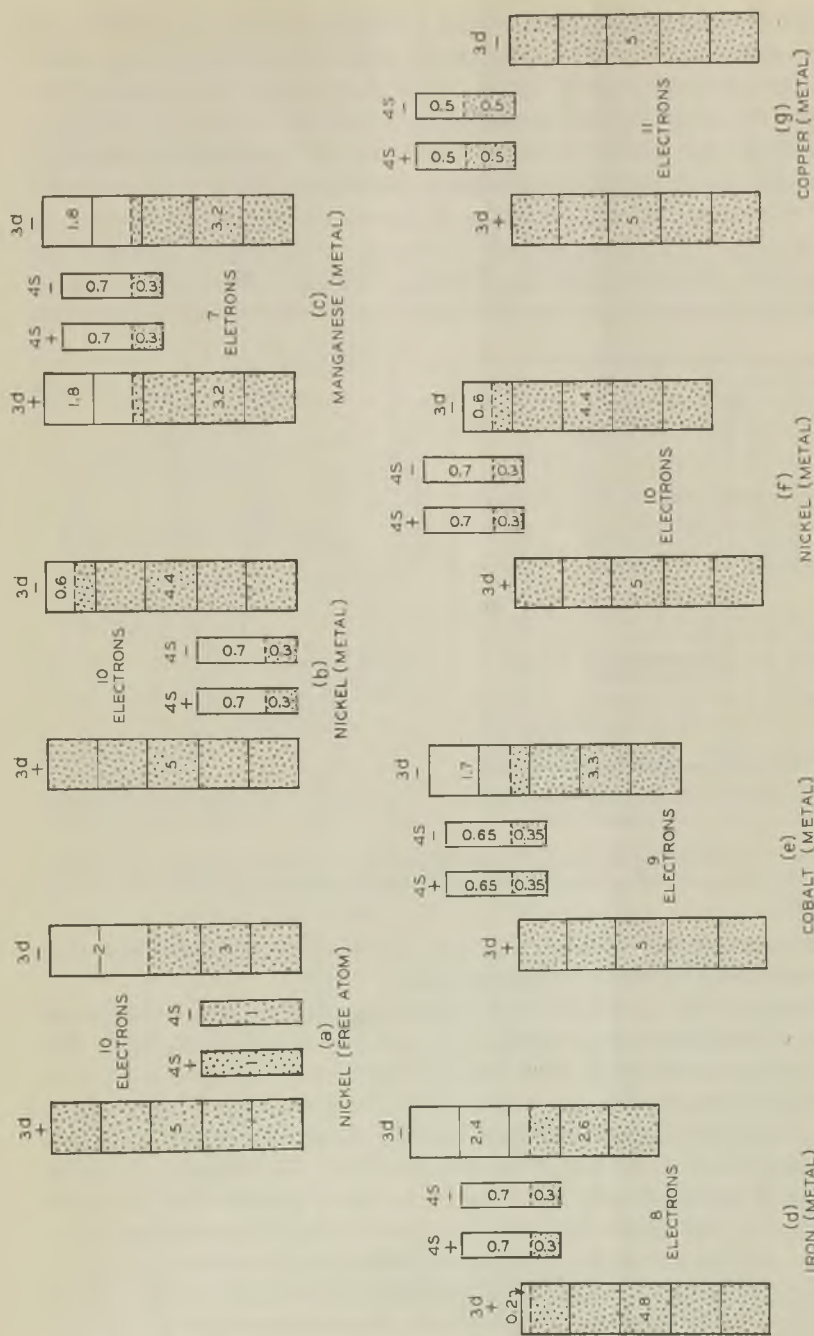 3d 3d
+ −
10
ELECTRONS
4S 4S
+ −
5 1 1 2 3
(a)
NICKEL (FREE ATOM)
3d 3d
+ −
10
ELECTRONS
4S 4S
+ −
0.6
5 4.4
0.7 0.7
0.3 0.3
(b)
NICKEL (METAL)
3d 4S 4S 3d
+ + − −
1.8 0.7 0.7 1.8
0.3 0.3
3.2 3.2
7
ELETRONS
(c)
MANGANESE (METAL)
3d 4S 4S 3d
+ + − −
0.2 0.7 0.7 2.4
0.3 0.3
4.8 2.6
8
ELECTRONS
(d)
IRON (METAL)
3d 4S 4S 3d
+ + − −
0.65 0.65 1.7
0.35 0.35
5 3.3
9
ELECTRONS
(e)
COBALT (METAL)
3d 4S 4S 3d
+ + − −
0.7 0.7 0.6
0.3 0.3
5 4.4
10
ELECTRONS
(f)
NICKEL (METAL)
3d 4S 4S 3d
+ + − −
0.5 0.5
0.5 0.5
5 5
11
ELECTRONS
(g)
COPPER (METAL)